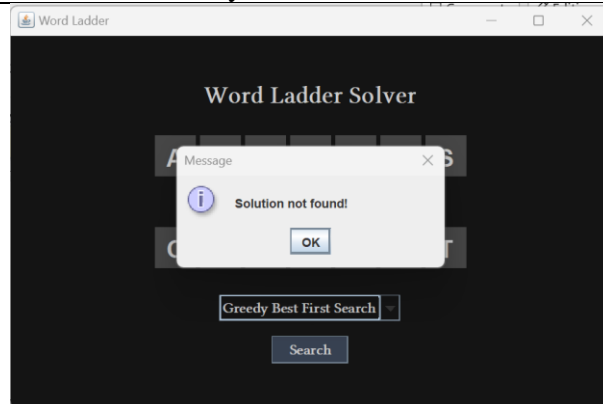 Word Ladder
Word Ladder Solver
A S
Message
Solution not found!
OK
T
Greedy Best First Search
Search